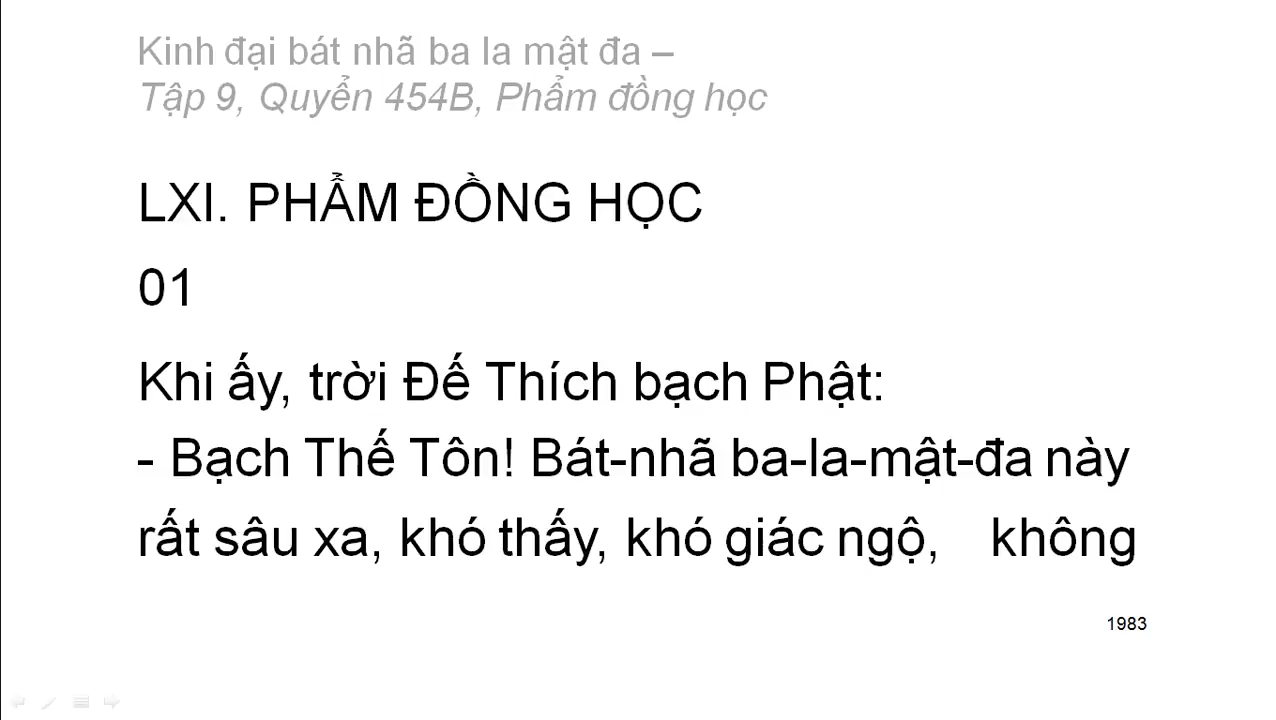 Kinh đại bát nhã ba la mật đa –
Tập 9, Quyển 454B, Phẩm đồng học
LXI. PHẨM ĐỒNG HỌC
01
Khi ấy, trời Đế Thích bạch Phật:
- Bạch Thế Tôn! Bát-nhã ba-la-mật-đa này
rất sâu xa, khó thấy, khó giác ngộ, không
1983